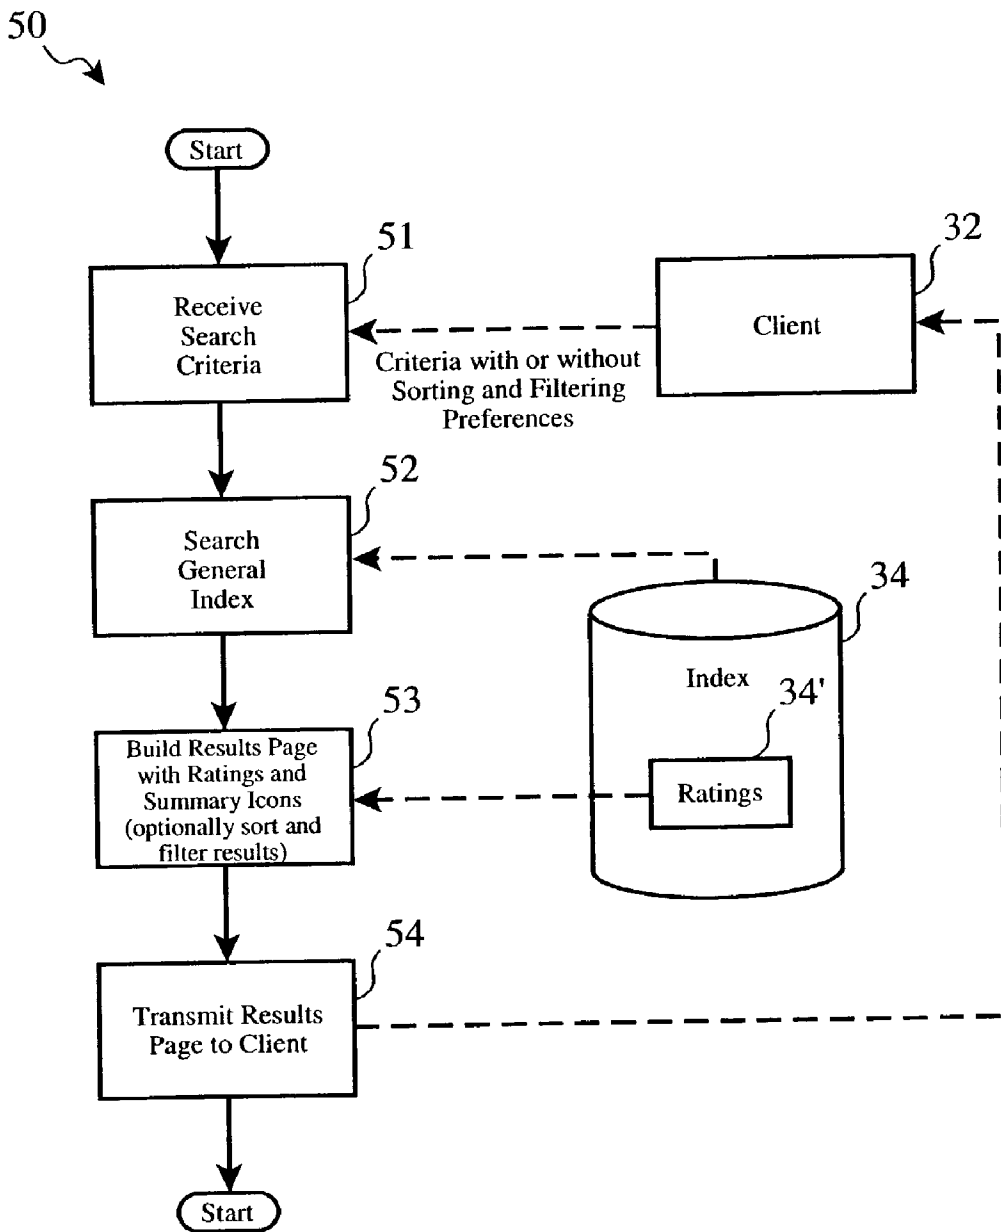 50
Start
51
Receive
Search
Criteria
32
Client
Criteria with or without
Sorting and Filtering
Preferences
52
Search
General
Index
34
Index
34'
Ratings
53
Build Results Page
with Ratings and
Summary Icons
(optionally sort and
filter results)
54
Transmit Results
Page to Client
Start